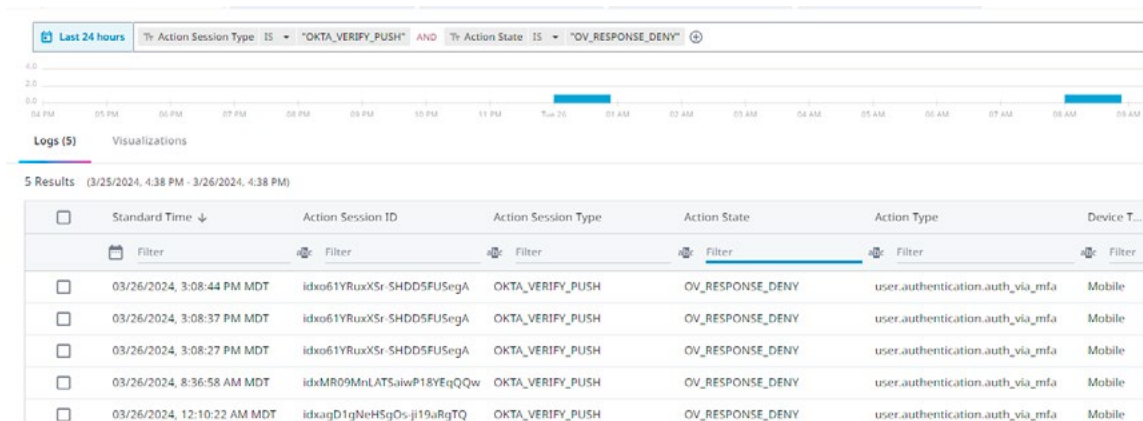 Last 24 hours Tr Action Session Type IS "OKTA_VERIFY_PUSH" AND Tr Action State IS "OV_RESPONSE_DENY"
4.0
2.0
0.0
04 PM 05 PM 06 PM 07 PM 08 PM 09 PM 10 PM 11 PM Tue 26 01 AM 02 AM 03 AM 04 AM 05 AM 06 AM 07 AM 08 AM 09 AM
Logs (5) Visualizations
5 Results (3/25/2024, 4:38 PM - 3/26/2024, 4:38 PM)
Standard Time ↓ Action Session ID Action Session Type Action State Action Type Device T...
Filter aBc Filter aBc Filter aBc Filter aBc Filter aBc Filter
03/26/2024, 3:08:44 PM MDT idxo61YRuxXSr-SHDD5FUSegA OKTA_VERIFY_PUSH OV_RESPONSE_DENY user.authentication.auth_via_mfa Mobile
03/26/2024, 3:08:37 PM MDT idxo61YRuxXSr-SHDD5FUSegA OKTA_VERIFY_PUSH OV_RESPONSE_DENY user.authentication.auth_via_mfa Mobile
03/26/2024, 3:08:27 PM MDT idxo61YRuxXSr-SHDD5FUSegA OKTA_VERIFY_PUSH OV_RESPONSE_DENY user.authentication.auth_via_mfa Mobile
03/26/2024, 8:36:58 AM MDT idxMR09MnLATSaiwP18YEqQQw OKTA_VERIFY_PUSH OV_RESPONSE_DENY user.authentication.auth_via_mfa Mobile
03/26/2024, 12:10:22 AM MDT idxagD1gNeHSgOs-ji19aRgTQ OKTA_VERIFY_PUSH OV_RESPONSE_DENY user.authentication.auth_via_mfa Mobile